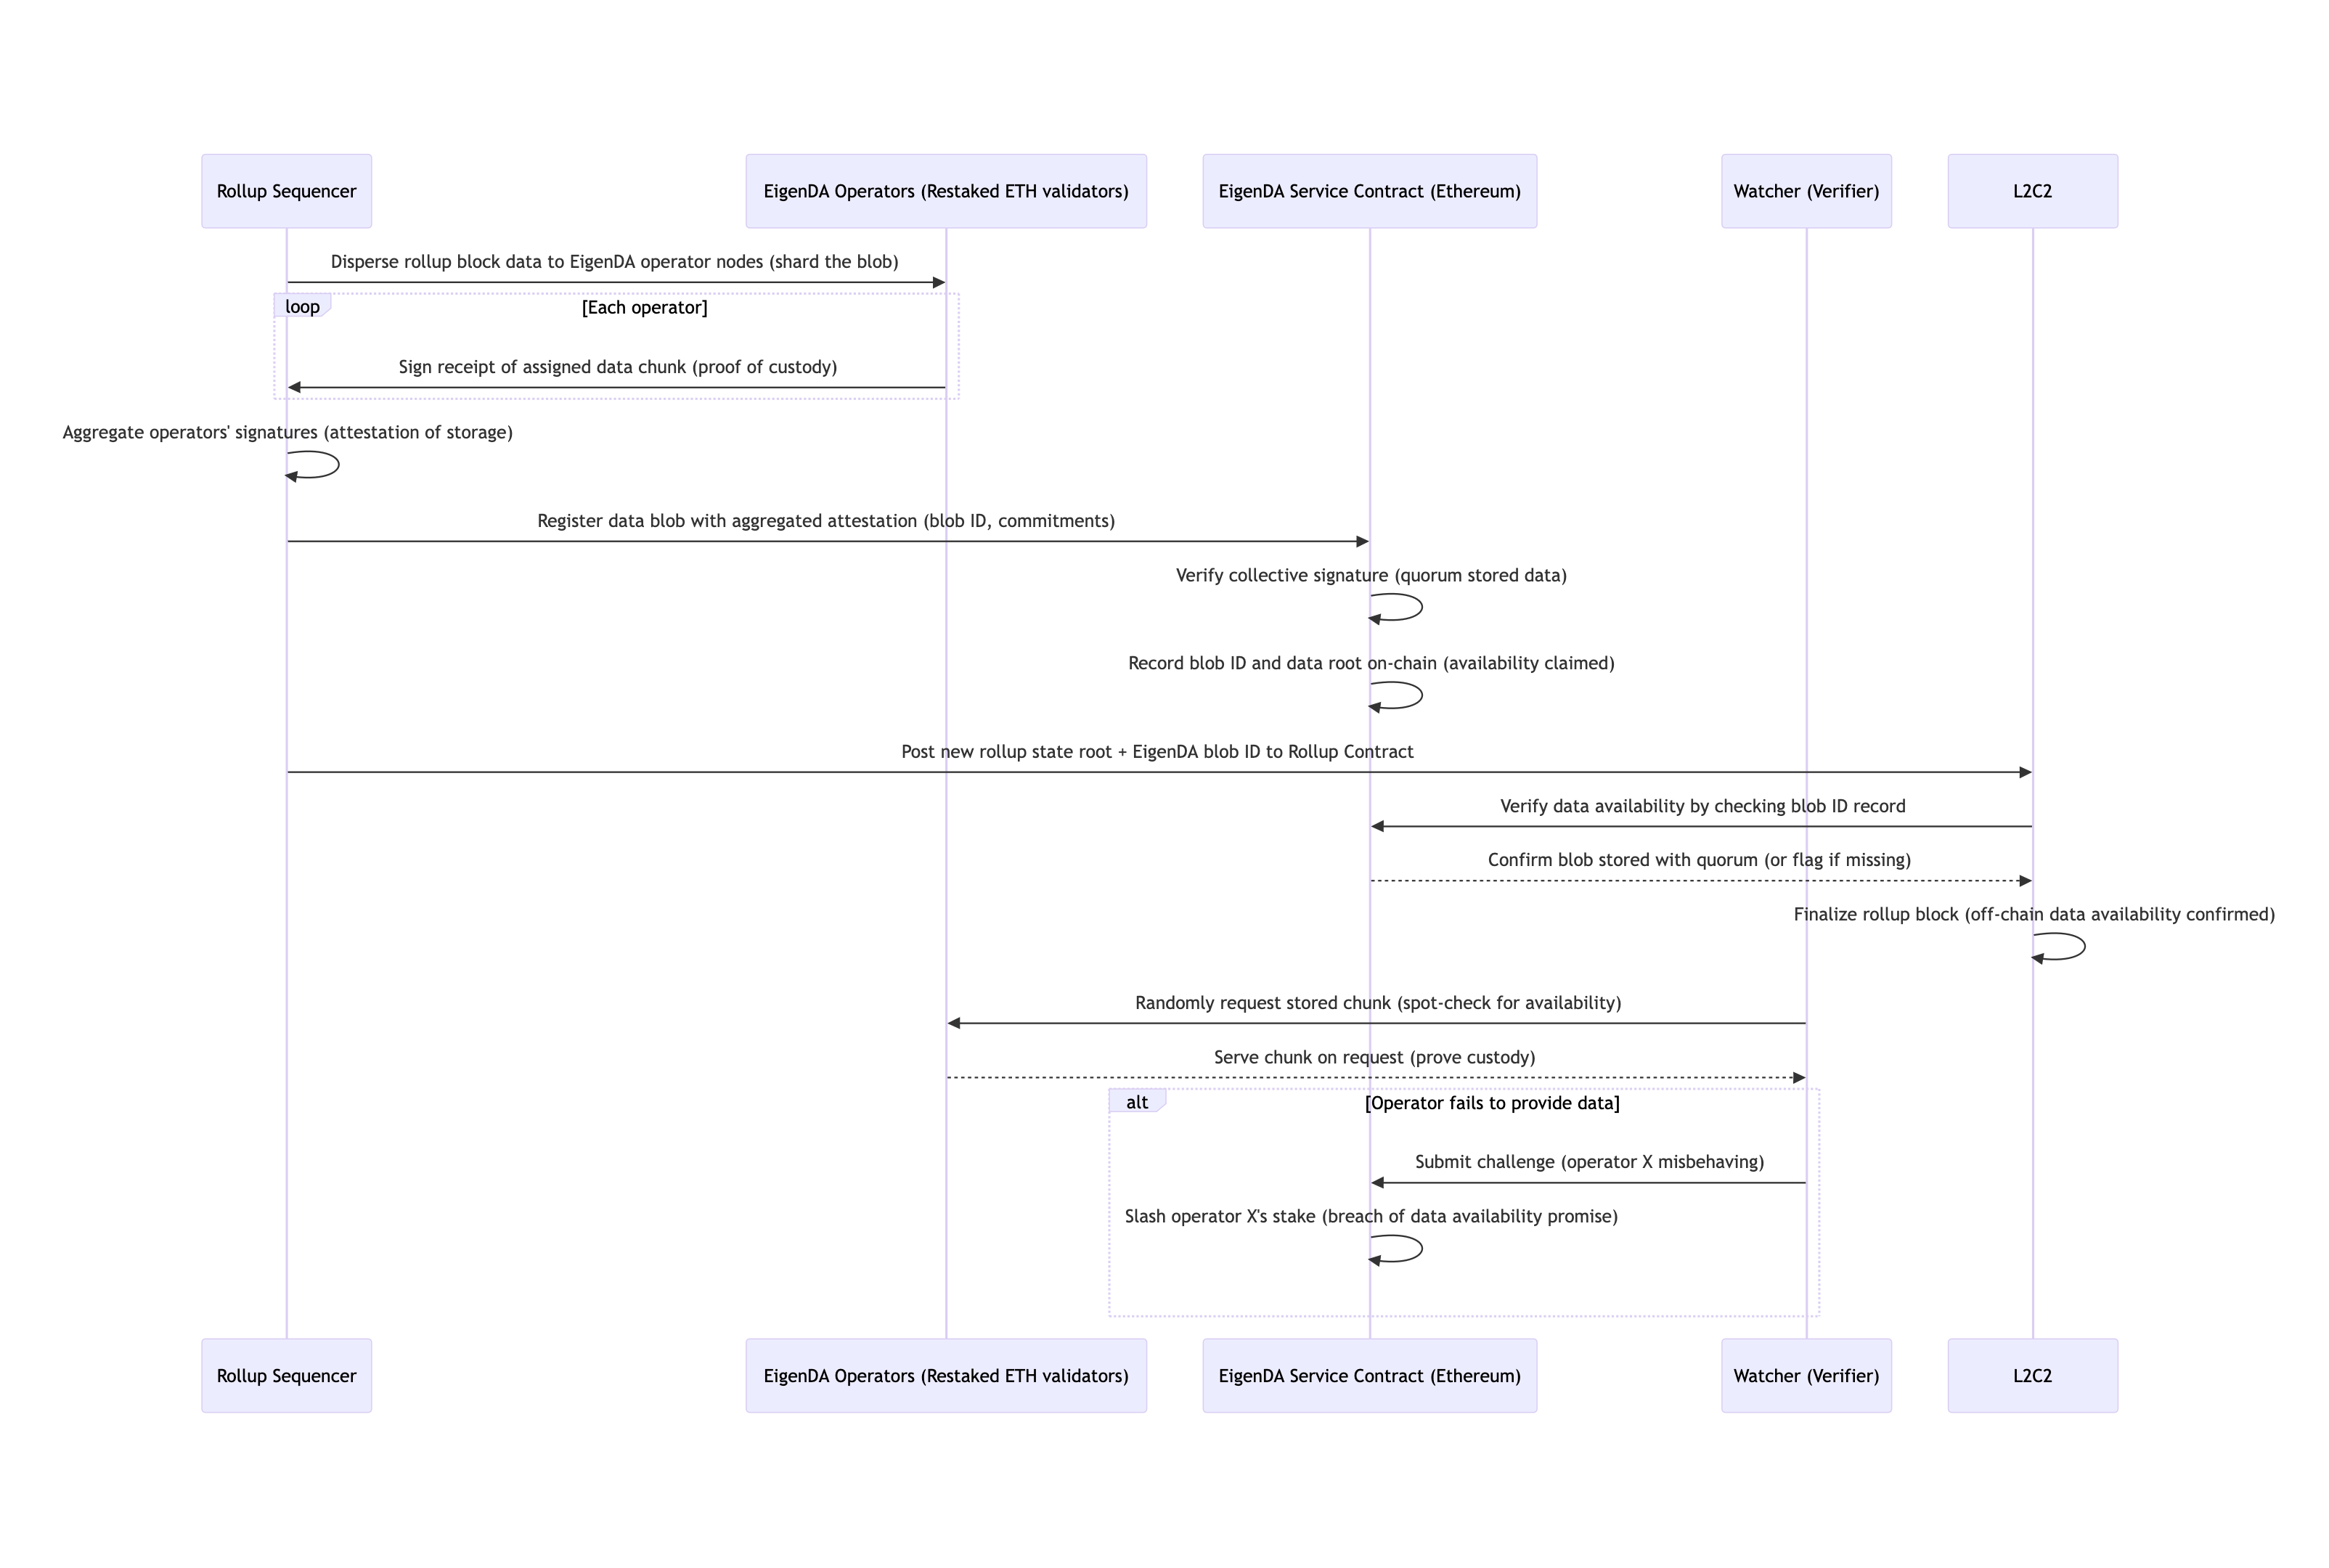 Rollup Sequencer
EigenDA Operators (Restaked ETH validators)
EigenDA Service Contract (Ethereum)
Watcher (Verifier)
L2C2
Disperse rollup block data to EigenDA operator nodes (shard the blob)
loop
[Each operator]
Sign receipt of assigned data chunk (proof of custody)
Aggregate operators' signatures (attestation of storage)
Register data blob with aggregated attestation (blob ID, commitments)
Verify collective signature (quorum stored data)
Record blob ID and data root on-chain (availability claimed)
Post new rollup state root + EigenDA blob ID to Rollup Contract
Verify data availability by checking blob ID record
Confirm blob stored with quorum (or flag if missing)
Finalize rollup block (off-chain data availability confirmed)
Randomly request stored chunk (spot-check for availability)
Serve chunk on request (prove custody)
alt
[Operator fails to provide data]
Submit challenge (operator X misbehaving)
Slash operator X's stake (breach of data availability promise)
Rollup Sequencer
EigenDA Operators (Restaked ETH validators)
EigenDA Service Contract (Ethereum)
Watcher (Verifier)
L2C2